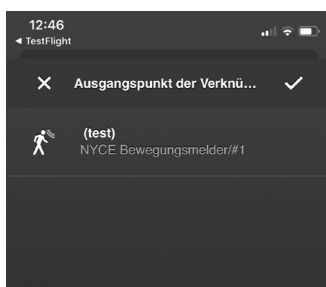 12:46
◀ TestFlight
Ausgangspunkt der Verknü...
(test)
NYCE Bewegungsmelder/#1